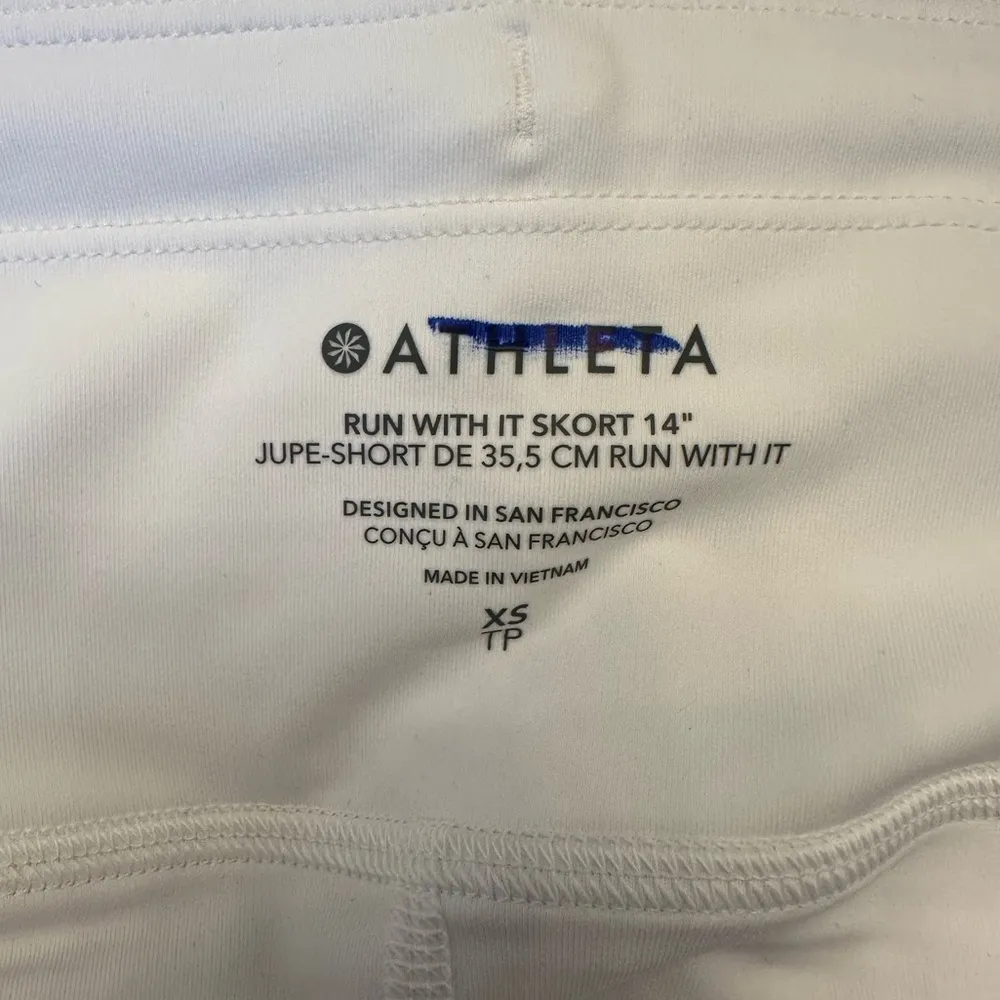 ATHLETA
RUN WITH IT SKORT 14"
JUPE-SHORT DE 35,5 CM RUN WITH IT
DESIGNED IN SAN FRANCISCO
CONÇU À SAN FRANCISCO
MADE IN VIETNAM
XS
TP